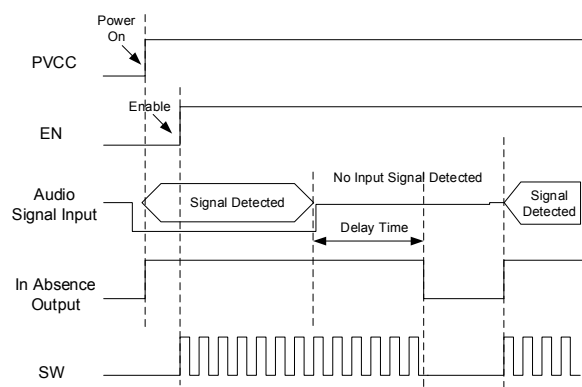 Power
On
PVCC
Enable
EN
No Input Signal Detected
Audio
Signal Input
Signal Detected
Signal
Detected
Delay Time
In Absence
Output
SW